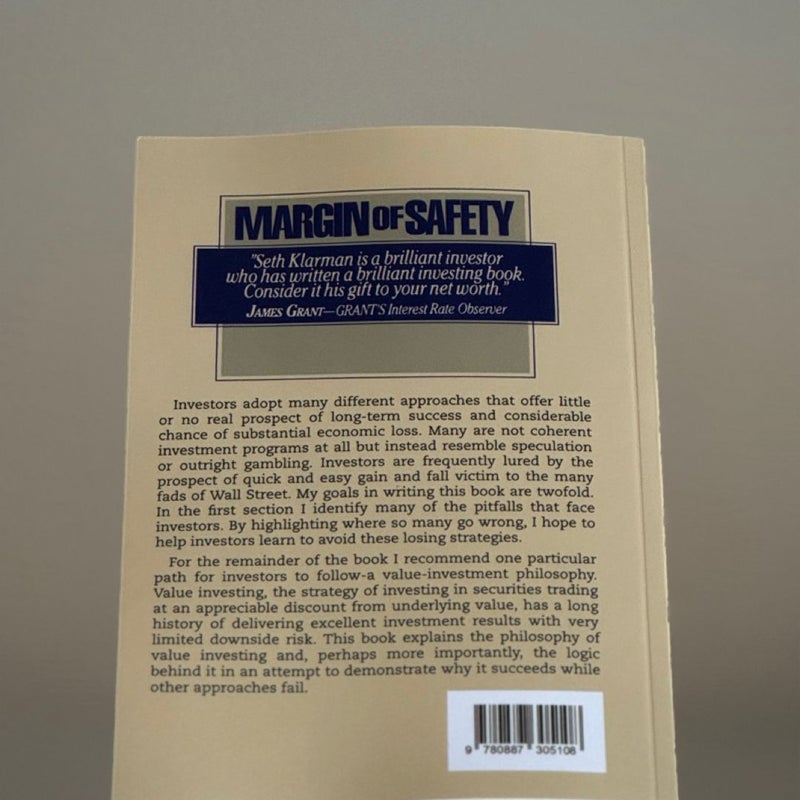 MARGIN OF SAFETY
"Seth Klarman is a brilliant investor
who has written a brilliant investing book.
Consider it his gift to your net worth."
JAMES GRANT—GRANT'S Interest Rate Observer
Investors adopt many different approaches that offer little
or no real prospect of long-term success and considerable
chance of substantial economic loss. Many are not coherent
investment programs at all but instead resemble speculation
or outright gambling. Investors are frequently lured by the
prospect of quick and easy gain and fall victim to the many
fads of Wall Street. My goals in writing this book are twofold.
In the first section I identify many of the pitfalls that face
investors. By highlighting where so many go wrong, I hope to
help investors learn to avoid these losing strategies.
For the remainder of the book I recommend one particular
path for investors to follow-a value-investment philosophy.
Value investing, the strategy of investing in securities trading
at an appreciable discount from underlying value, has a long
history of delivering excellent investment results with very
limited downside risk. This book explains the philosophy of
value investing and, perhaps more importantly, the logic
behind it in an attempt to demonstrate why it succeeds while
other approaches fail.
9 780887 305108